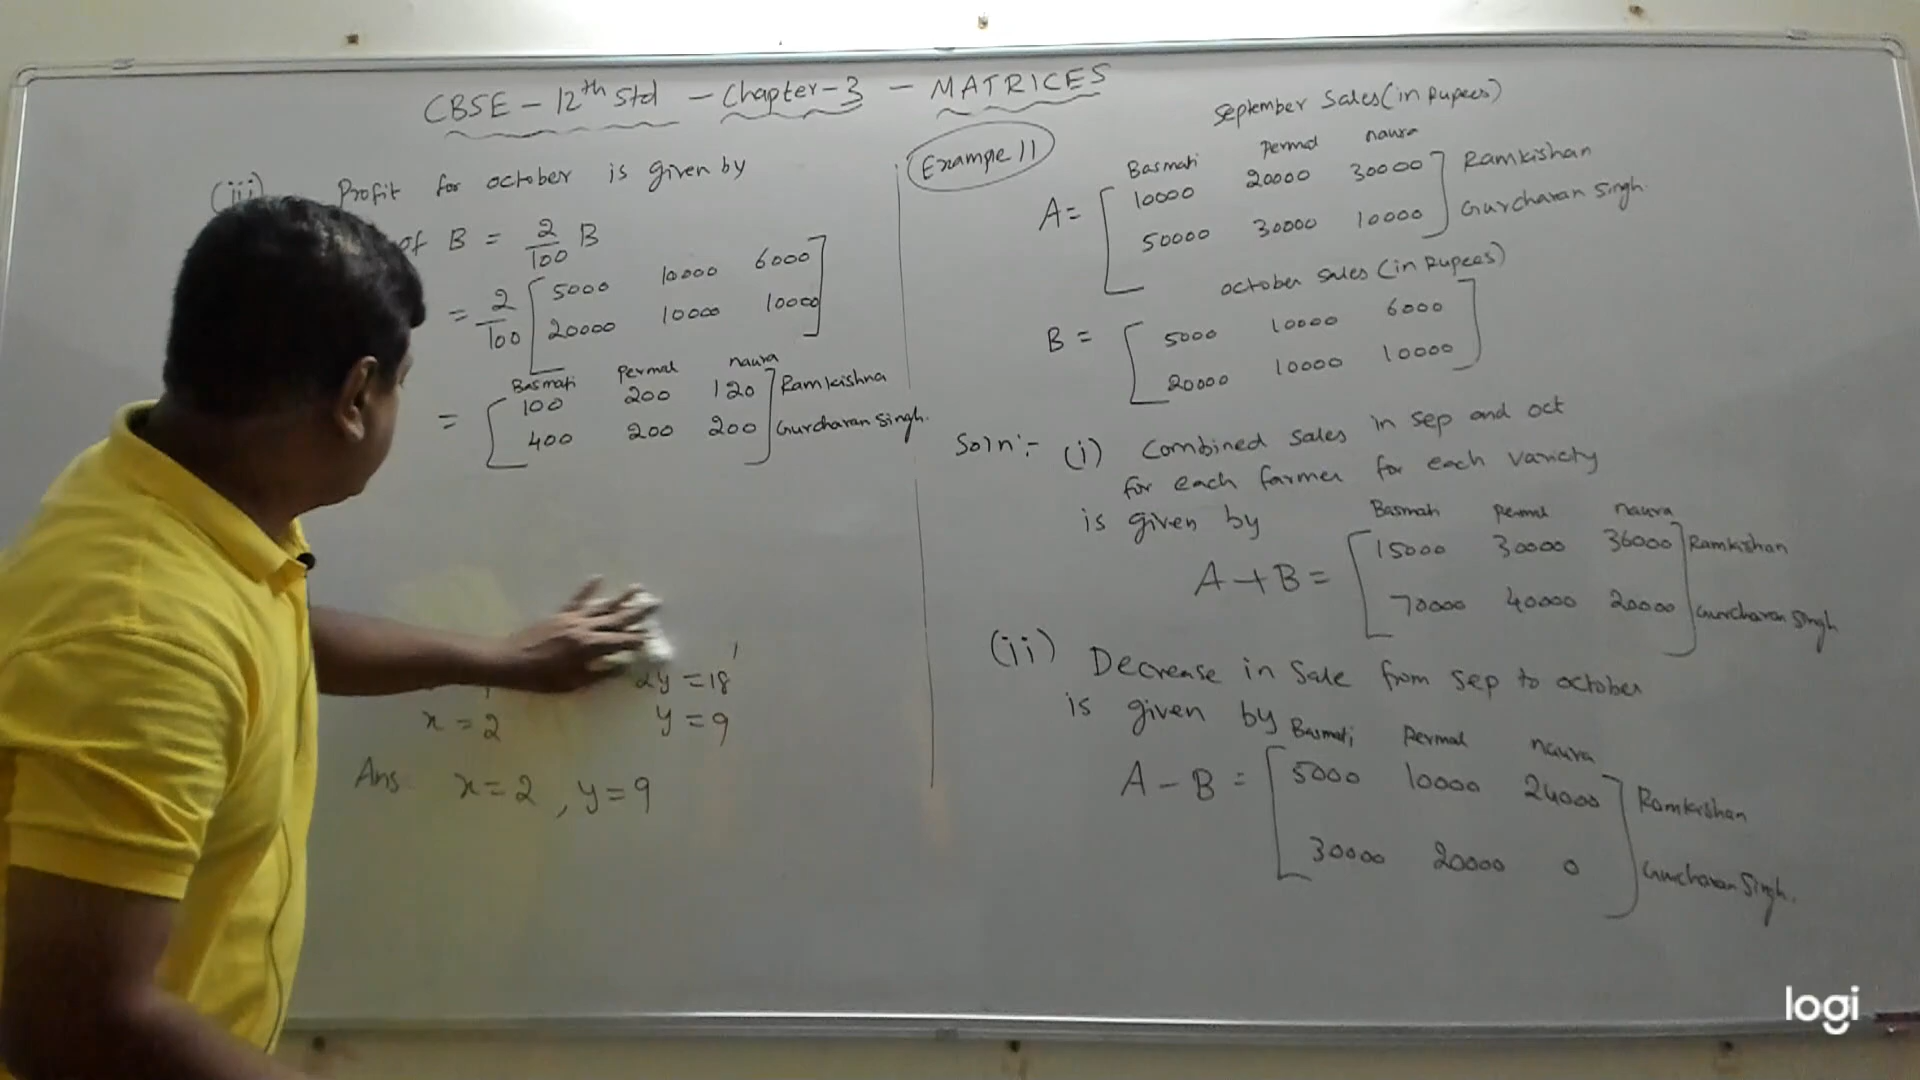 CBSE - 12th Std - Chapter-3 - MATRICES
(iii) Profit for october is given by
of B = 2/100 B
= 2/100 [ 5000 10000 6000
20000 10000 10000 ]
Basmati Permal naura
= [ 100 200 120 ] Ramkishna
400 200 200 Gurcharan Singh.
2y = 18
x = 2 y = 9
Ans x = 2 , y = 9
Exampe 11
September Sales (in Rupees)
Basmati Permal naura
A = [ 10000 20000 30000 ] Ramkishan
50000 30000 10000 Gurcharan Singh.
october sales (in Rupees)
B = [ 5000 10000 6000
20000 10000 10000 ]
Soln :- (i) Combined Sales in Sep and oct
for each farmer for each variety
is given by
Basmati Permal naura
A + B = [ 15000 30000 36000 ] Ramkishan
70000 40000 20000 Gurcharan Singh
(ii) Decrease in Sale from Sep to october
is given by
Basmati Permal naura
A - B = [ 5000 10000 24000 ] Ramkishan
30000 20000 0 Gurcharan Singh.
logi